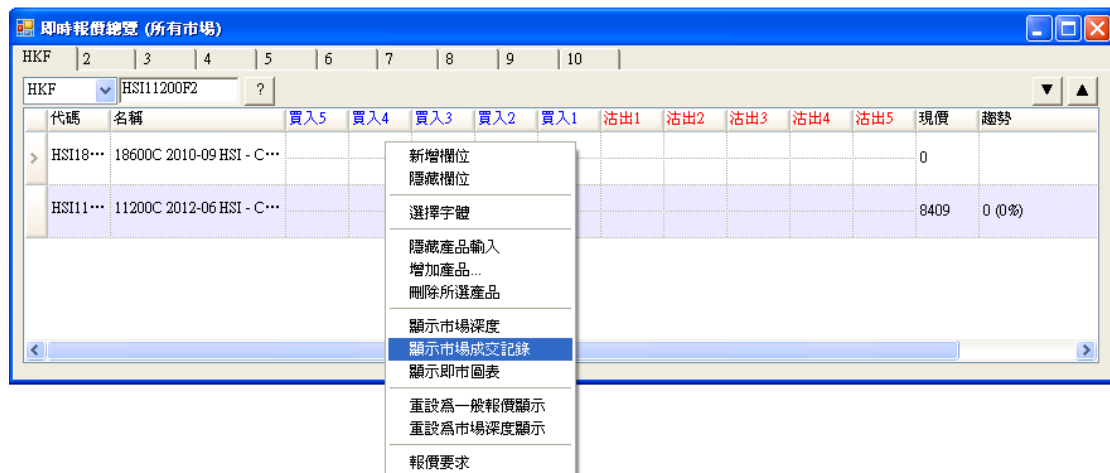 即時報價總覽 (所有市場)
HKF 2 3 4 5 6 7 8 9 10
HKF HSI11200F2 ? ▼ ▲
代碼 名稱 買入5 買入4 買入3 買入2 買入1 沽出1 沽出2 沽出3 沽出4 沽出5 現價 趨勢
HSI18··· 18600C 2010-09 HSI - C··· 0
HSI11··· 11200C 2012-06 HSI - C··· 8409 0 (0%)
新增欄位
隱藏欄位
選擇字體
隱藏產品輸入
增加產品...
刪除所選產品
顯示市場深度
顯示市場成交記錄
顯示即市圖表
重設為一般報價顯示
重設為市場深度顯示
報價要求